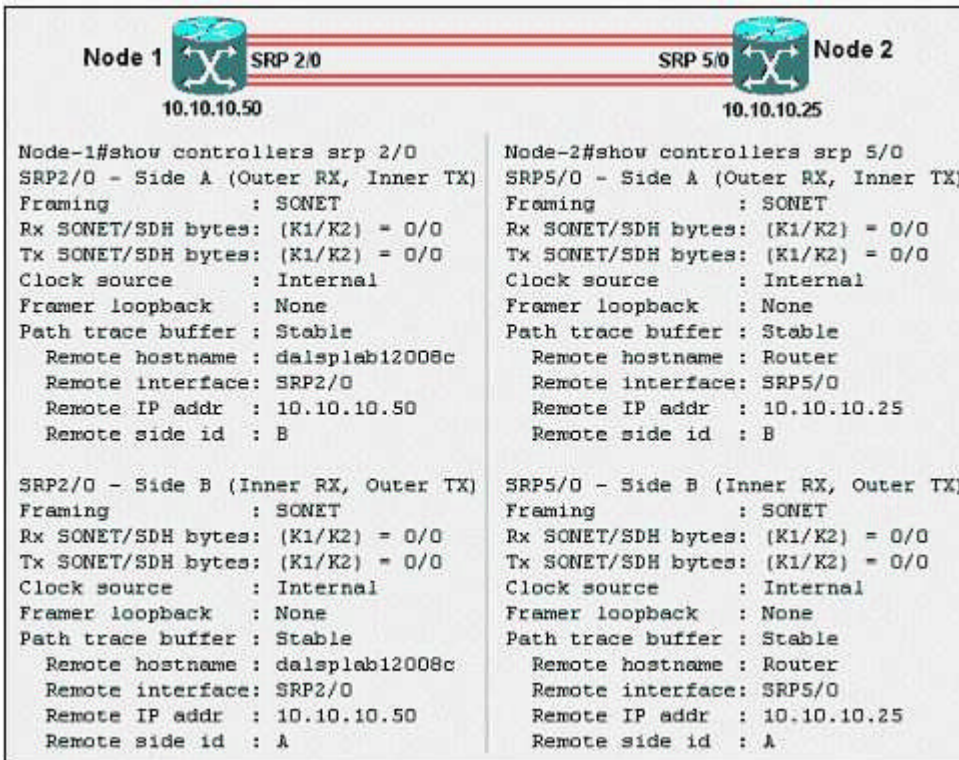 Node 1
SRP 2/0
SRP 5/0
Node 2
10.10.10.50
10.10.10.25
Node-1#show controllers srp 2/0
SRP2/0 - Side A (Outer RX, Inner TX)
Framing : SONET
Rx SONET/SDH bytes: (K1/K2) = 0/0
Tx SONET/SDH bytes: (K1/K2) = 0/0
Clock source : Internal
Framer loopback : None
Path trace buffer : Stable
Remote hostname : dalsplab12008c
Remote interface: SRP2/0
Remote IP addr : 10.10.10.50
Remote side id : B
SRP2/0 - Side B (Inner RX, Outer TX)
Framing : SONET
Rx SONET/SDH bytes: (K1/K2) = 0/0
Tx SONET/SDH bytes: (K1/K2) = 0/0
Clock source : Internal
Framer loopback : None
Path trace buffer : Stable
Remote hostname : dalsplab12008c
Remote interface: SRP2/0
Remote IP addr : 10.10.10.50
Remote side id : A
Node-2#show controllers srp 5/0
SRP5/0 - Side A (Outer RX, Inner TX)
Framing : SONET
Rx SONET/SDH bytes: (K1/K2) = 0/0
Tx SONET/SDH bytes: (K1/K2) = 0/0
Clock source : Internal
Framer loopback : None
Path trace buffer : Stable
Remote hostname : Router
Remote interface: SRP5/0
Remote IP addr : 10.10.10.25
Remote side id : B
SRP5/0 - Side B (Inner RX, Outer TX)
Framing : SONET
Rx SONET/SDH bytes: (K1/K2) = 0/0
Tx SONET/SDH bytes: (K1/K2) = 0/0
Clock source : Internal
Framer loopback : None
Path trace buffer : Stable
Remote hostname : Router
Remote interface: SRP5/0
Remote IP addr : 10.10.10.25
Remote side id : A